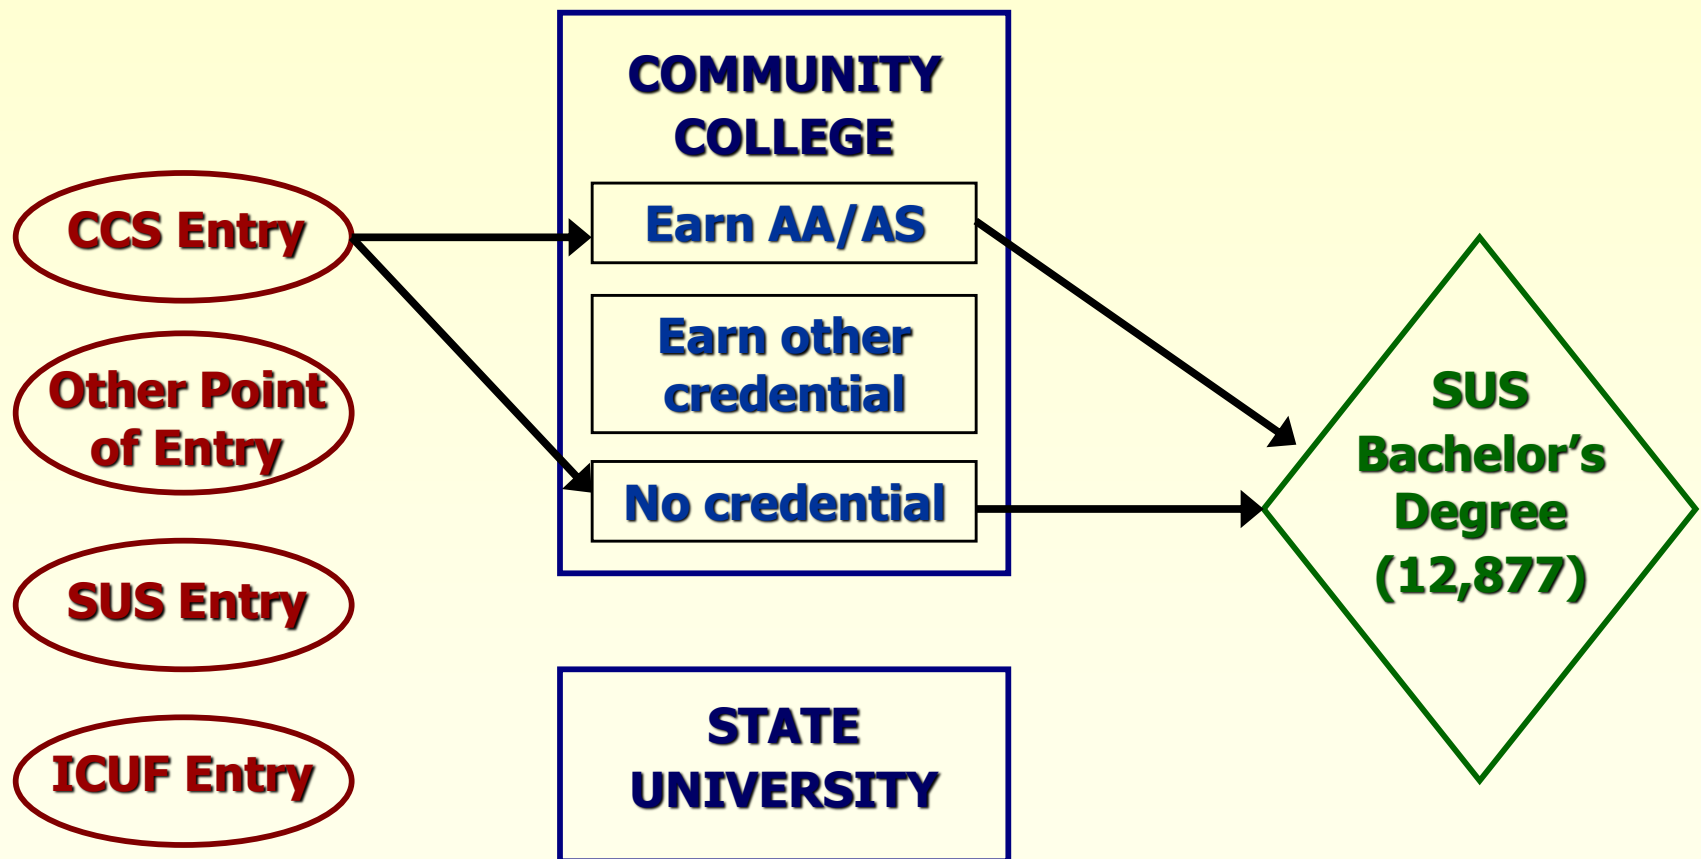 COMMUNITY
COLLEGE
CCS Entry
Earn AA/AS
Other Point
of Entry
Earn other
credential
No credential
SUS Entry
ICUF Entry
STATE
UNIVERSITY
SUS
Bachelor’s
Degree
(12,877)